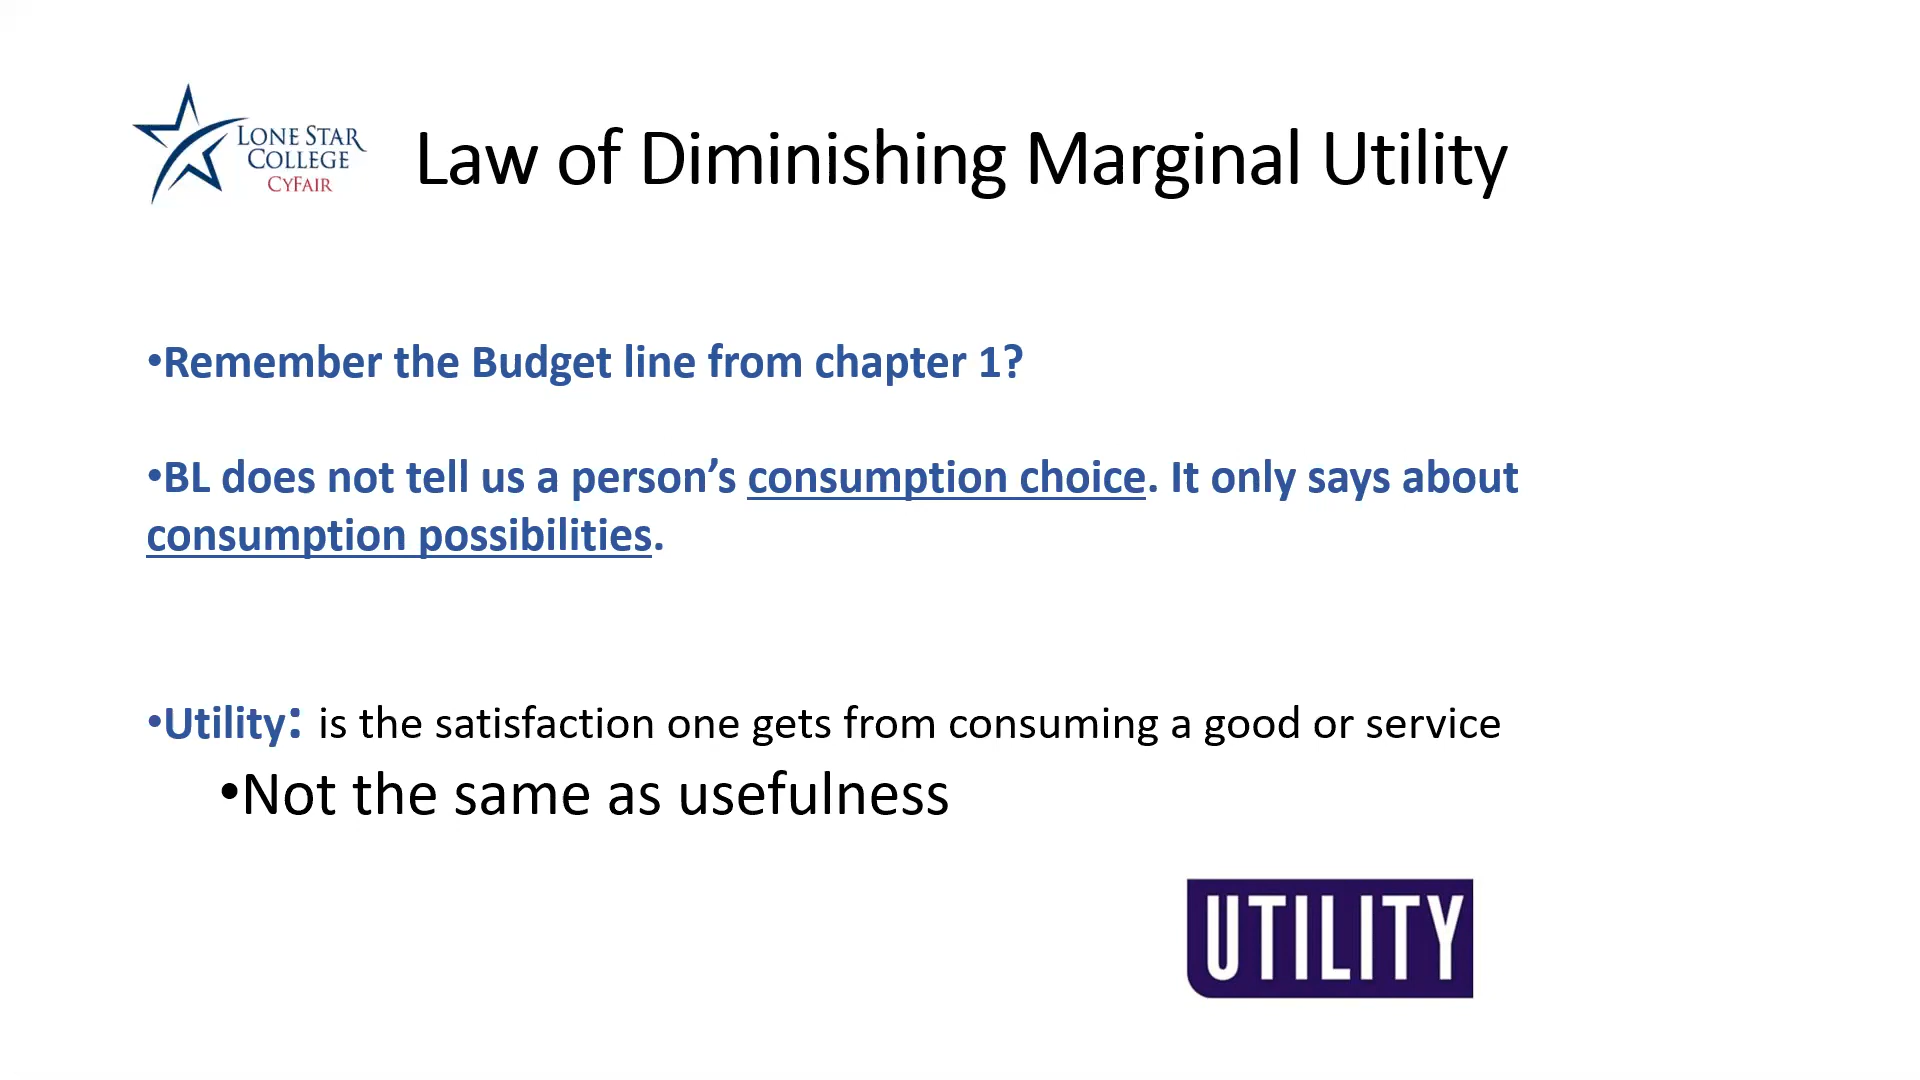 LONE STAR
COLLEGE
CYFAIR
Law of Diminishing Marginal Utility
•Remember the Budget line from chapter 1?
•BL does not tell us a person’s consumption choice. It only says about
consumption possibilities.
•Utility: is the satisfaction one gets from consuming a good or service
•Not the same as usefulness
UTILITY